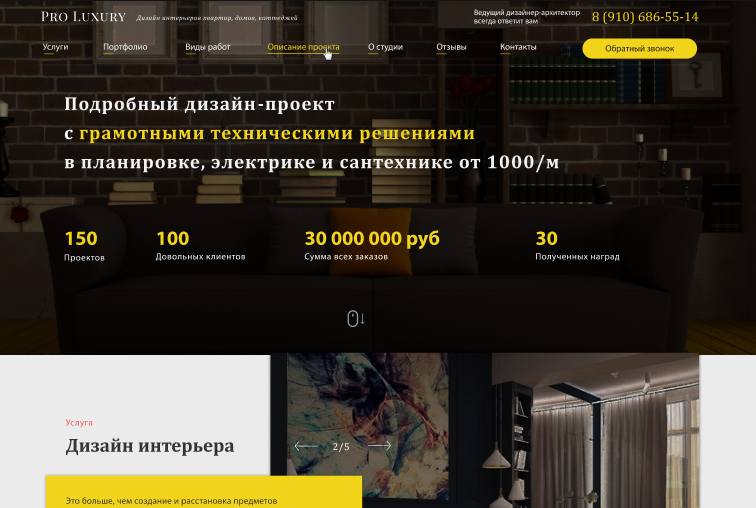 PRO LUXURY
Дизайн интерьеров квартир, домов, коттеджей
Ведущий дизайнер-архитектор
всегда ответит вам
8 (910) 686-55-14
Услуги
Портфолио
Виды работ
Описание проекта
О студии
Отзывы
Контакты
Обратный звонок
Подробный дизайн-проект
с грамотными техническими решениями
в планировке, электрике и сантехнике от 1000/м
150
Проектов
100
Довольных клиентов
30 000 000 руб
Сумма всех заказов
30
Полученных наград
Услуга
Дизайн интерьера
2/5
Это больше, чем создание и расстановка предметов